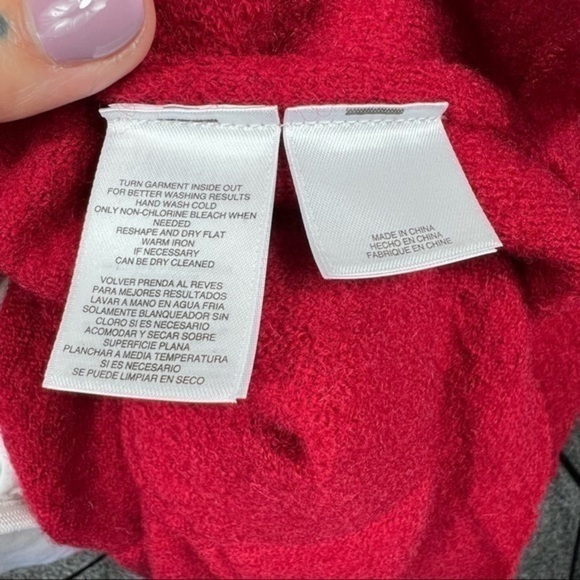 TURN GARMENT INSIDE OUT
FOR BETTER WASHING RESULTS
HAND WASH COLD
ONLY NON-CHLORINE BLEACH WHEN
NEEDED
RESHAPE AND DRY FLAT
WARM IRON
IF NECESSARY
CAN BE DRY CLEANED
VOLVER PRENDA AL REVES
PARA MEJORES RESULTADOS
LAVAR A MANO EN AGUA FRIA
SOLAMENTE BLANQUEADOR SIN
CLORO SI ES NECESARIO
ACOMODAR Y SECAR SOBRE
SUPERFICIE PLANA
PLANCHAR A MEDIA TEMPERATURA
SI ES NECESARIO
SE PUEDE LIMPIAR EN SECO
MADE IN CHINA
HECHO EN CHINA
FABRIQUE EN CHINE